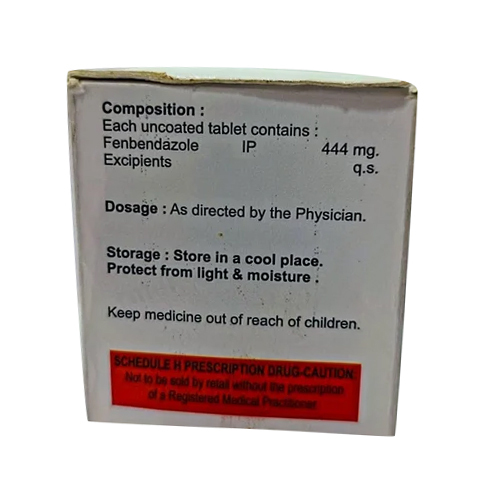 Composition :
Each uncoated tablet contains :
Fenbendazole IP 444 mg.
Excipients q.s.
Dosage : As directed by the Physician.
Storage : Store in a cool place.
Protect from light & moisture .
Keep medicine out of reach of children.
SCHEDULE H PRESCRIPTION DRUG-CAUTION:
Not to be sold by retail without the prescription
of a Registered Medical Practitioner